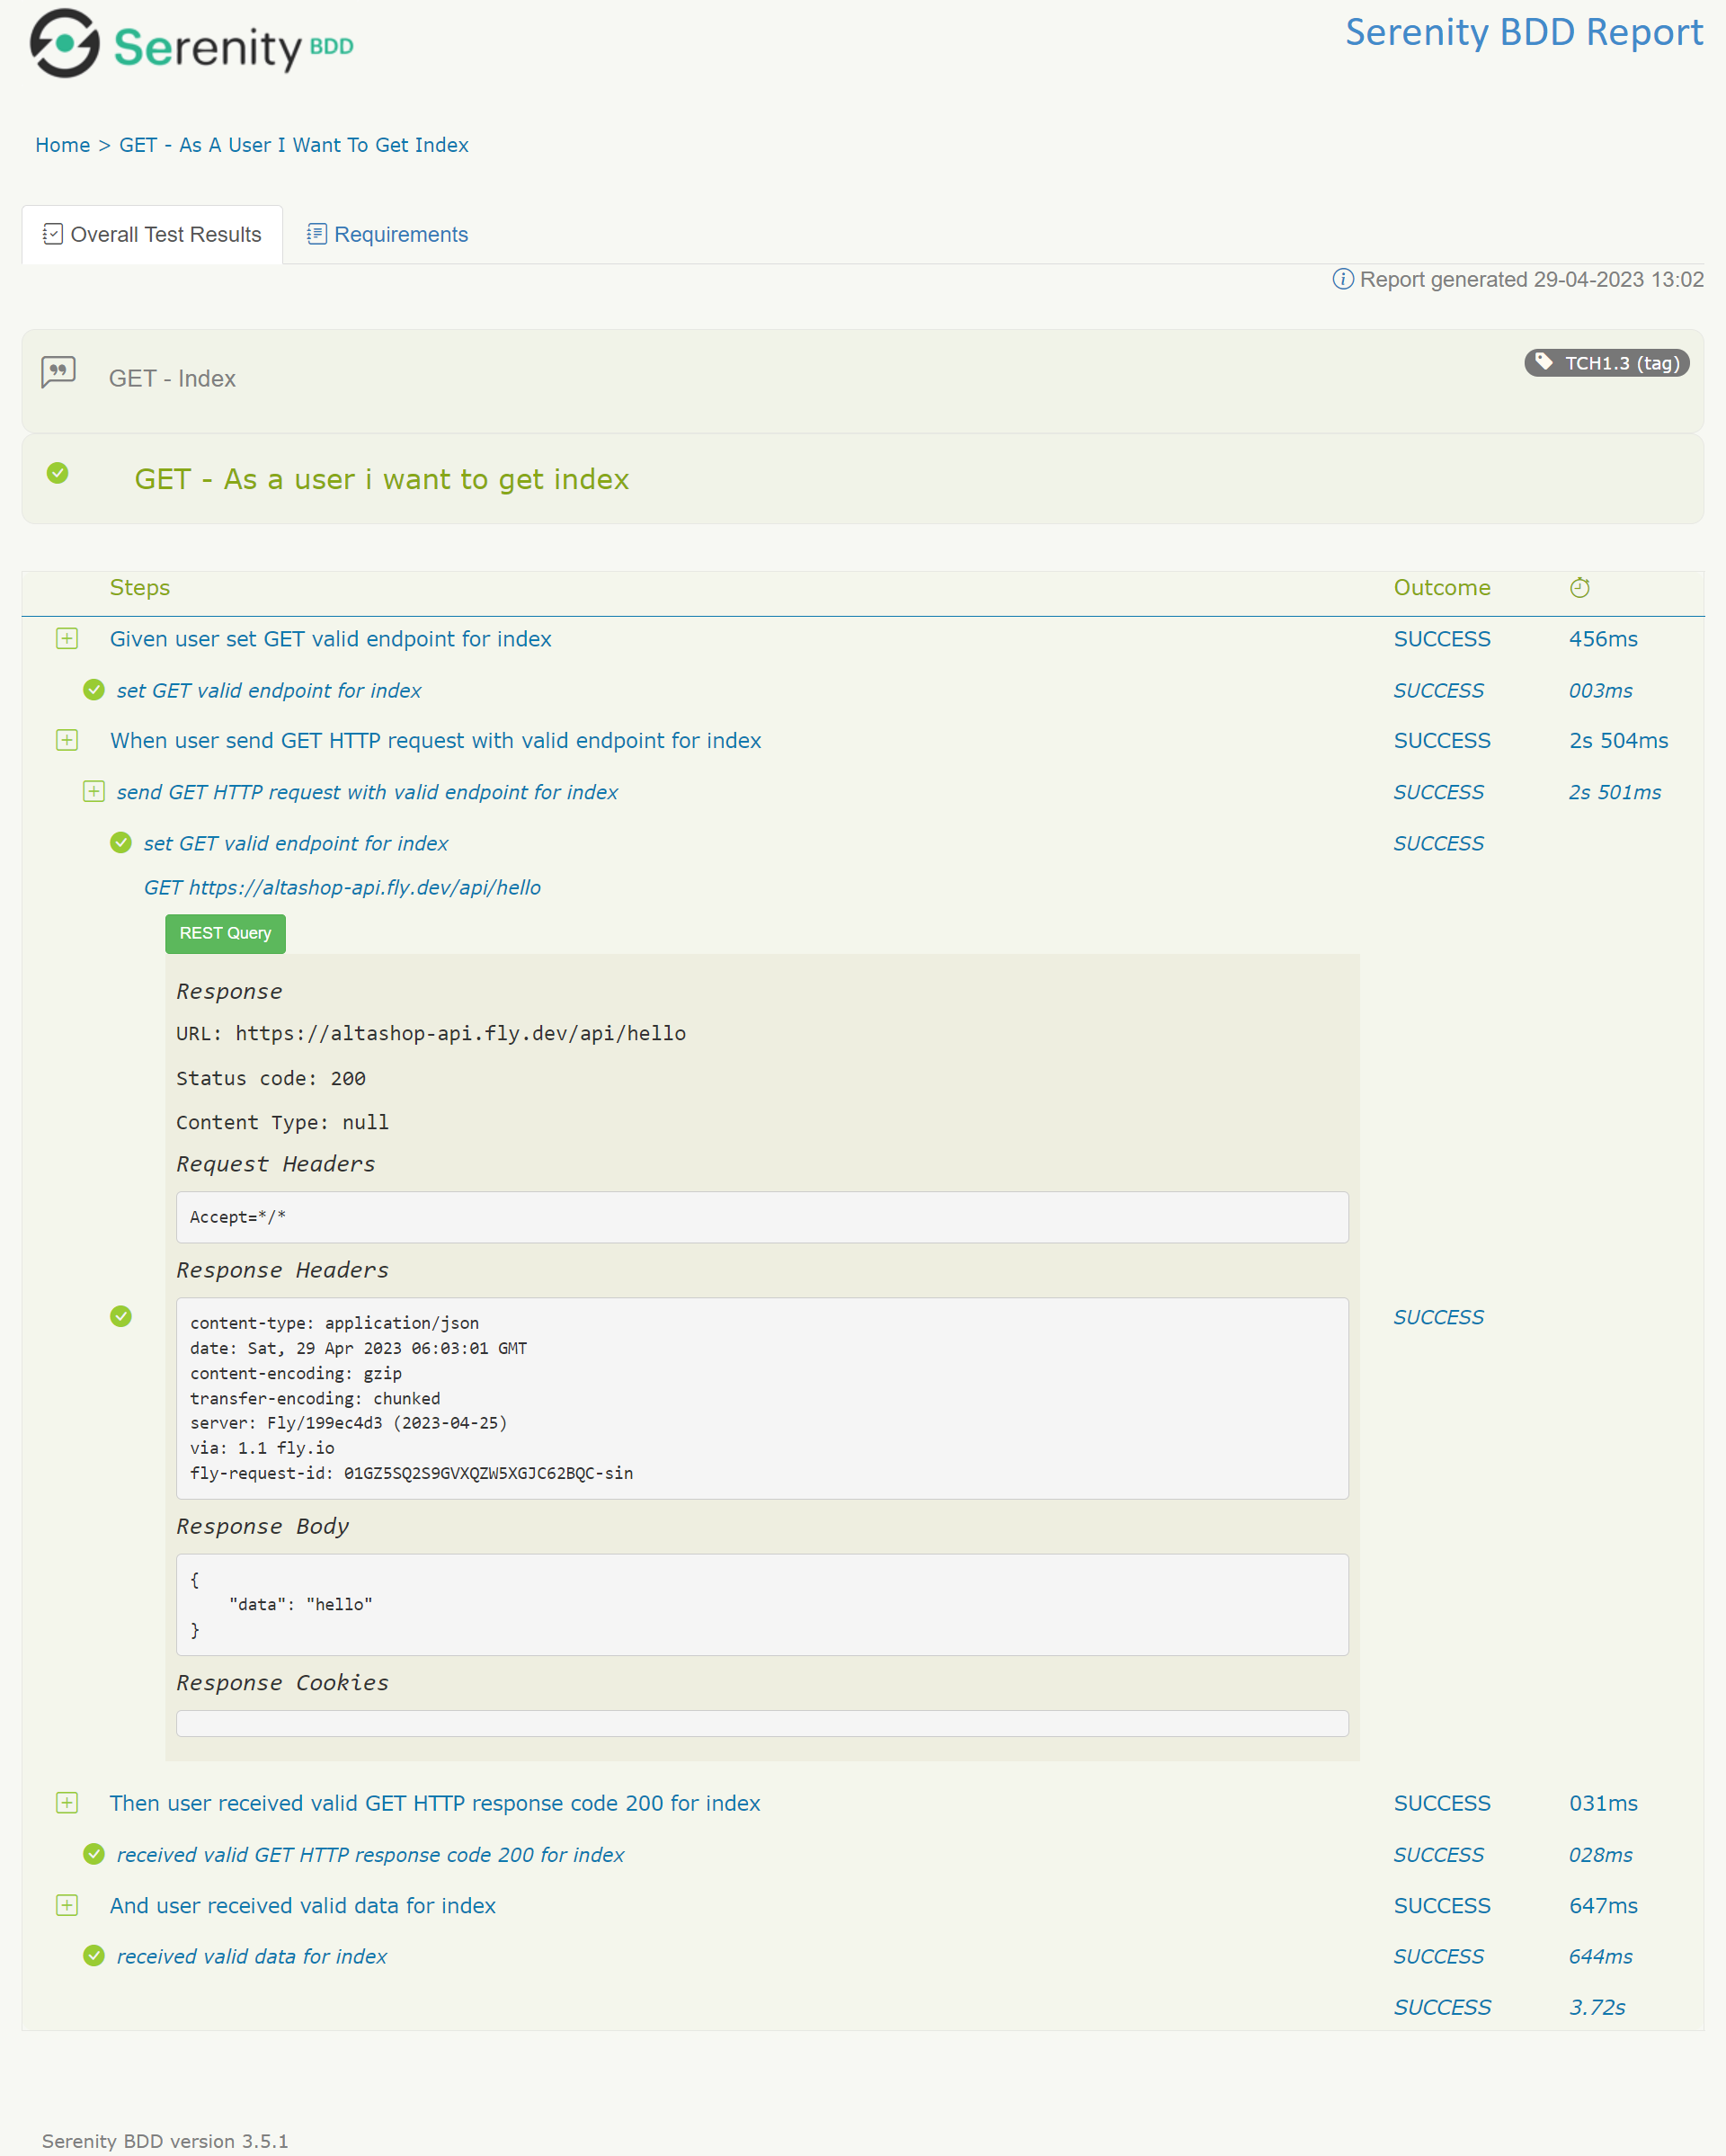 Serenity BDD
Serenity BDD Report
Home > GET - As A User I Want To Get Index
Overall Test Results
Requirements
Report generated 29-04-2023 13:02
GET - Index
TCH1.3 (tag)
GET - As a user i want to get index
Steps Outcome
Given user set GET valid endpoint for index SUCCESS 456ms
set GET valid endpoint for index SUCCESS 003ms
When user send GET HTTP request with valid endpoint for index SUCCESS 2s 504ms
send GET HTTP request with valid endpoint for index SUCCESS 2s 501ms
set GET valid endpoint for index SUCCESS
GET https://altashop-api.fly.dev/api/hello
REST Query
Response
URL: https://altashop-api.fly.dev/api/hello
Status code: 200
Content Type: null
Request Headers
Accept=*/*
Response Headers
content-type: application/json
date: Sat, 29 Apr 2023 06:03:01 GMT
content-encoding: gzip
transfer-encoding: chunked
server: Fly/199ec4d3 (2023-04-25)
via: 1.1 fly.io
fly-request-id: 01GZ5SQ2S9GVXQZW5XGJC62BQC-sin
SUCCESS
Response Body
{
"data": "hello"
}
Response Cookies
Then user received valid GET HTTP response code 200 for index SUCCESS 031ms
received valid GET HTTP response code 200 for index SUCCESS 028ms
And user received valid data for index SUCCESS 647ms
received valid data for index SUCCESS 644ms
SUCCESS 3.72s
Serenity BDD version 3.5.1